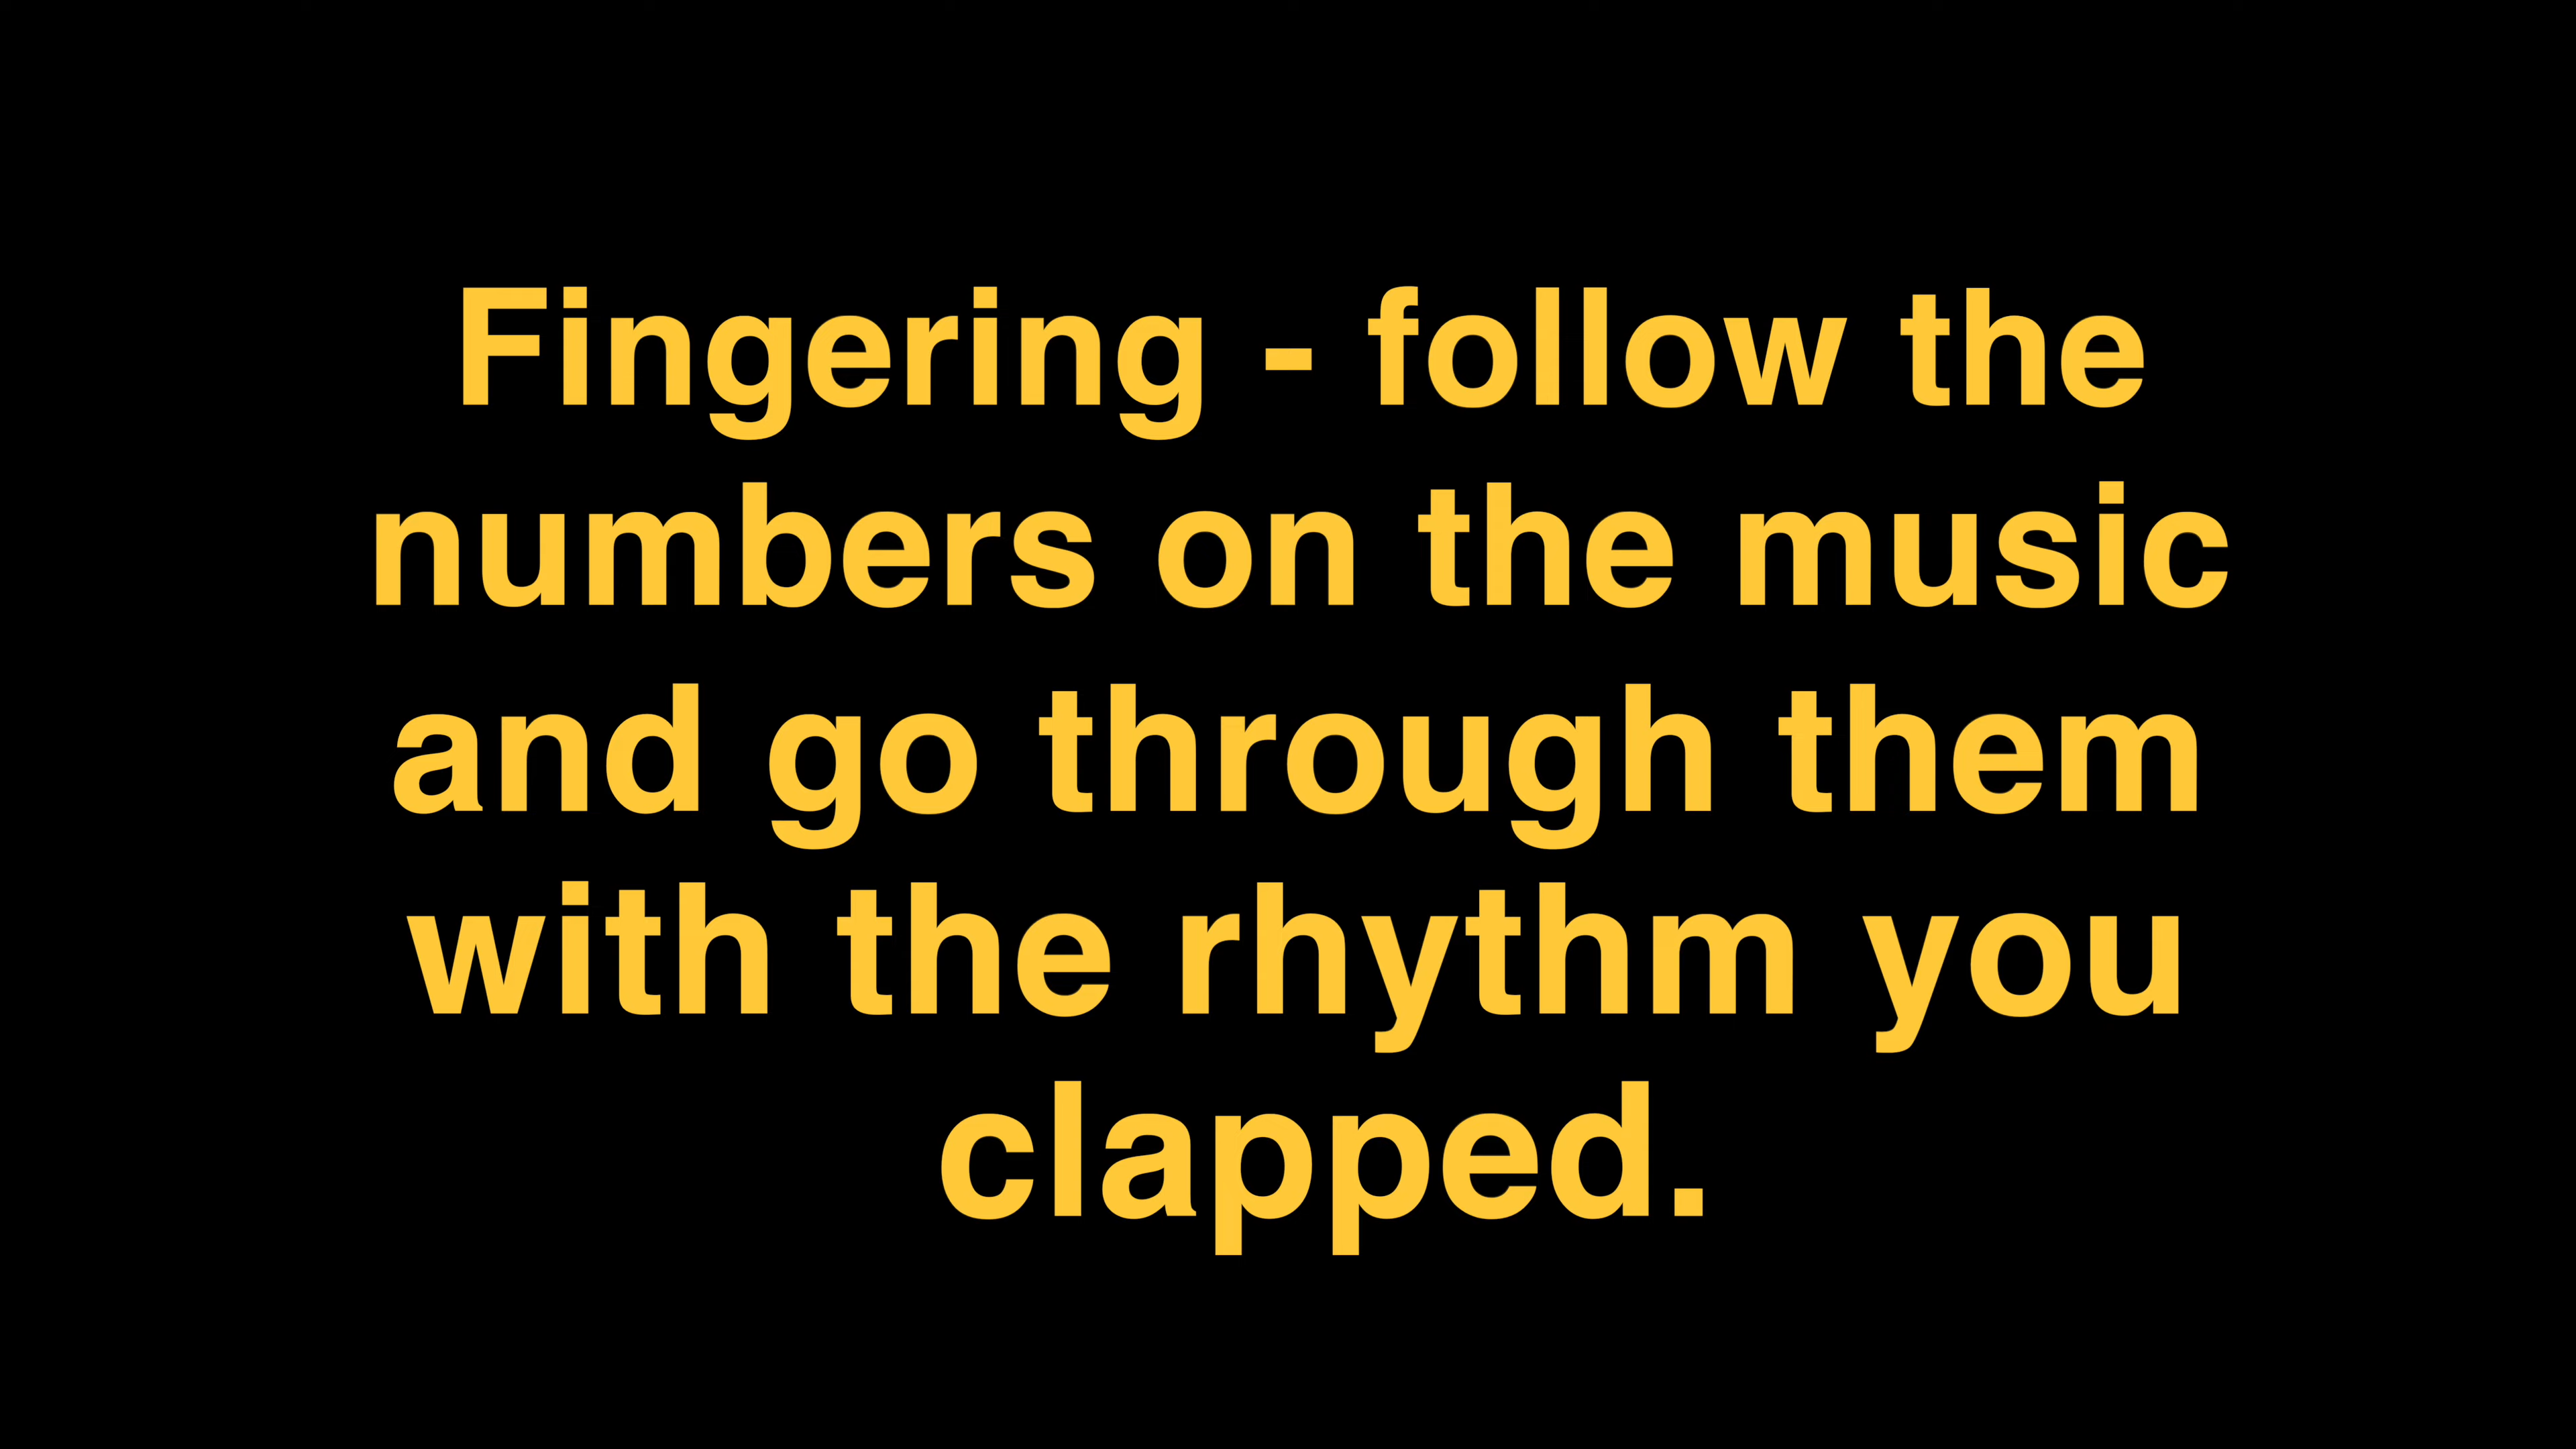 Fingering - follow the
numbers on the music
and go through them
with the rhythm you
clapped.